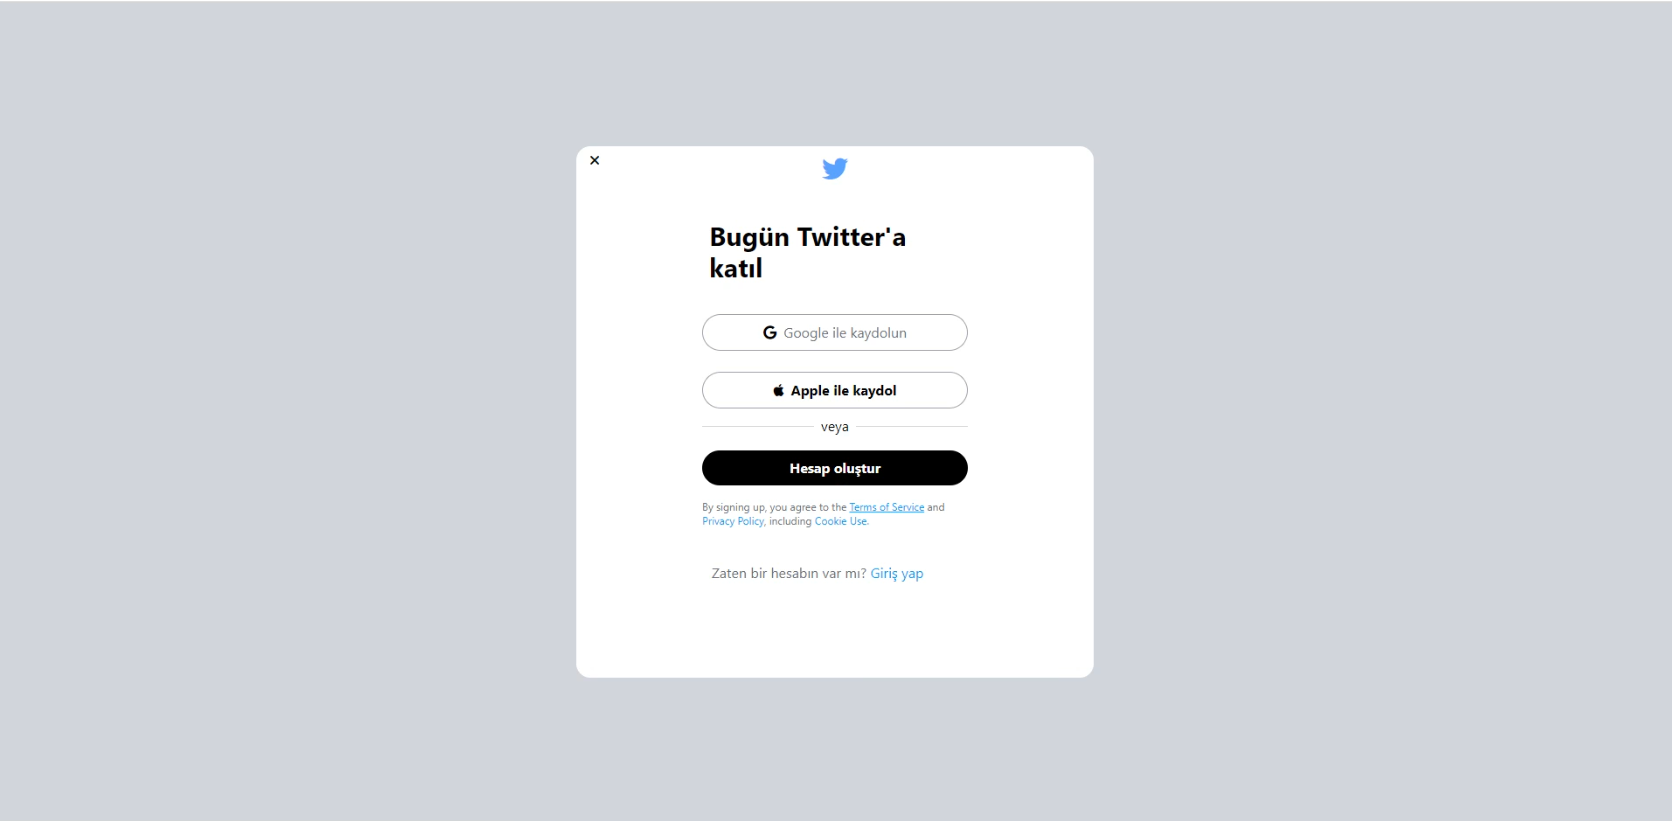 Bugün Twitter'a
katıl
Google ile kaydolun
Apple ile kaydol
veya
Hesap oluştur
By signing up, you agree to the Terms of Service and
Privacy Policy, including Cookie Use.
Zaten bir hesabın var mı? Giriş yap